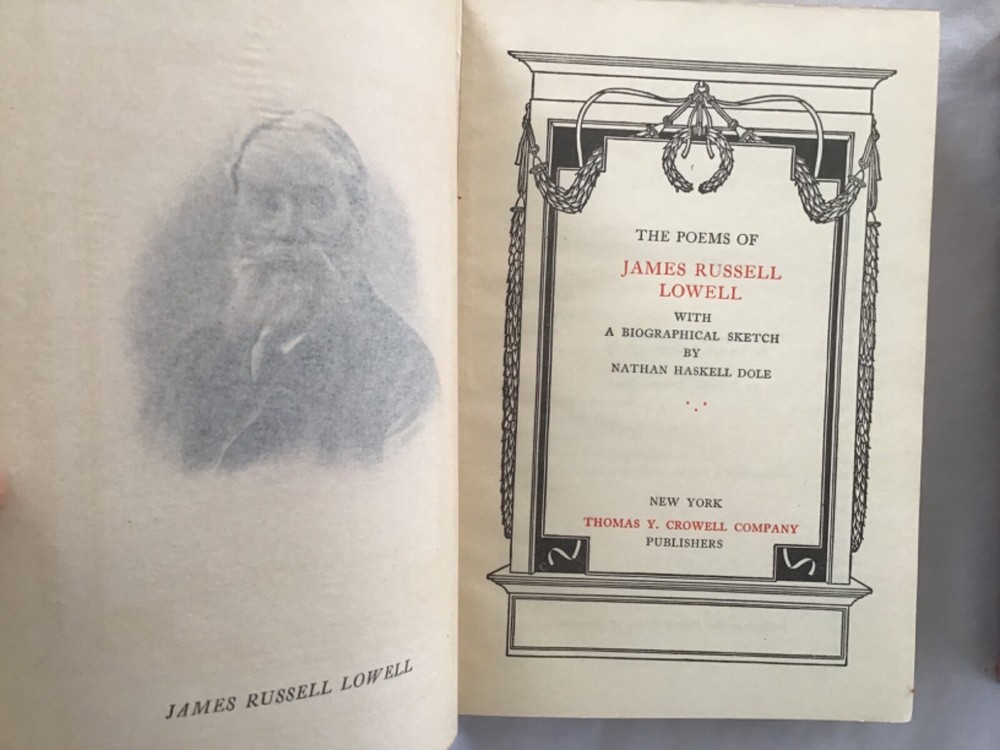 JAMES RUSSELL LOWELL
THE POEMS OF
JAMES RUSSELL
LOWELL
WITH
A BIOGRAPHICAL SKETCH
BY
NATHAN HASKELL DOLE
NEW YORK
THOMAS Y. CROWELL COMPANY
PUBLISHERS